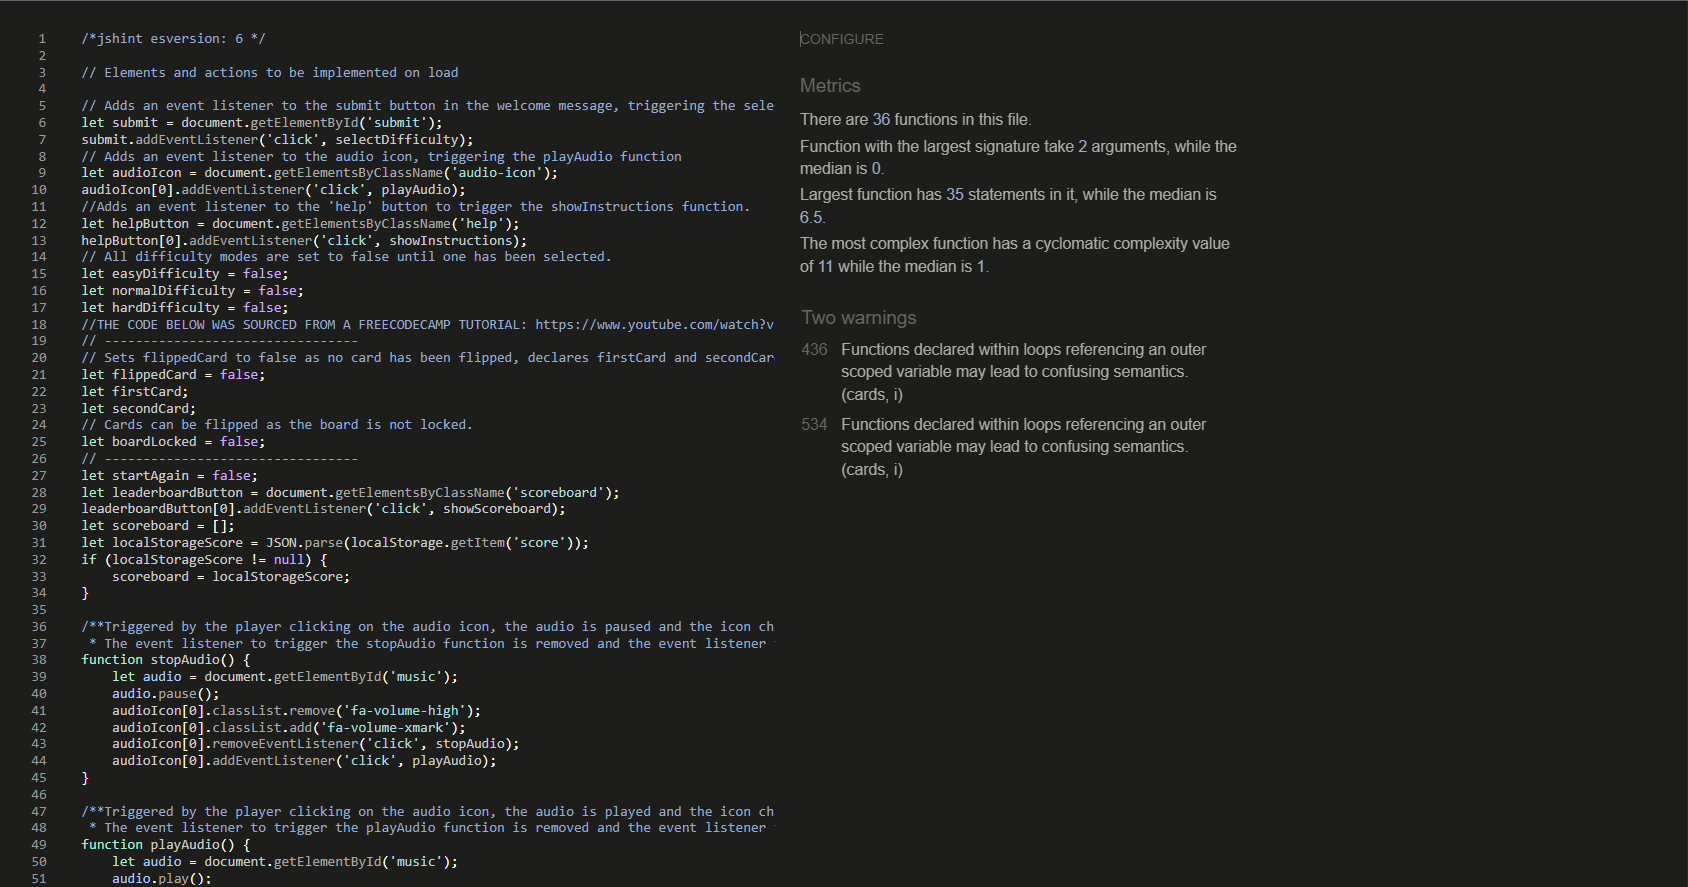 1 /*jshint esversion: 6 */
2
3 // Elements and actions to be implemented on load
4
5 // Adds an event listener to the submit button in the welcome message, triggering the sele
6 let submit = document.getElementById('submit');
7 submit.addEventListener('click', selectDifficulty);
8 // Adds an event listener to the audio icon, triggering the playAudio function
9 let audioIcon = document.getElementsByClassName('audio-icon');
10 audioIcon[0].addEventListener('click', playAudio);
11 //Adds an event listener to the 'help' button to trigger the showInstructions function.
12 let helpButton = document.getElementsByClassName('help');
13 helpButton[0].addEventListener('click', showInstructions);
14 // All difficulty modes are set to false until one has been selected.
15 let easyDifficulty = false;
16 let normalDifficulty = false;
17 let hardDifficulty = false;
18 //THE CODE BELOW WAS SOURCED FROM A FREECODECAMP TUTORIAL: https://www.youtube.com/watch?v
19 // ---------------------------------
20 // Sets flippedCard to false as no card has been flipped, declares firstCard and secondCar
21 let flippedCard = false;
22 let firstCard;
23 let secondCard;
24 // Cards can be flipped as the board is not locked.
25 let boardLocked = false;
26 // ---------------------------------
27 let startAgain = false;
28 let leaderboardButton = document.getElementsByClassName('scoreboard');
29 leaderboardButton[0].addEventListener('click', showScoreboard);
30 let scoreboard = [];
31 let localStorageScore = JSON.parse(localStorage.getItem('score'));
32 if (localStorageScore != null) {
33     scoreboard = localStorageScore;
34 }
35
36 /**Triggered by the player clicking on the audio icon, the audio is paused and the icon ch
37  * The event listener to trigger the stopAudio function is removed and the event listener
38 function stopAudio() {
39     let audio = document.getElementById('music');
40     audio.pause();
41     audioIcon[0].classList.remove('fa-volume-high');
42     audioIcon[0].classList.add('fa-volume-xmark');
43     audioIcon[0].removeEventListener('click', stopAudio);
44     audioIcon[0].addEventListener('click', playAudio);
45 }
46
47 /**Triggered by the player clicking on the audio icon, the audio is played and the icon ch
48  * The event listener to trigger the playAudio function is removed and the event listener
49 function playAudio() {
50     let audio = document.getElementById('music');
51     audio.play();
CONFIGURE
Metrics
There are 36 functions in this file.
Function with the largest signature take 2 arguments, while the
median is 0.
Largest function has 35 statements in it, while the median is
6.5.
The most complex function has a cyclomatic complexity value
of 11 while the median is 1.
Two warnings
436 Functions declared within loops referencing an outer
scoped variable may lead to confusing semantics.
(cards, i)
534 Functions declared within loops referencing an outer
scoped variable may lead to confusing semantics.
(cards, i)